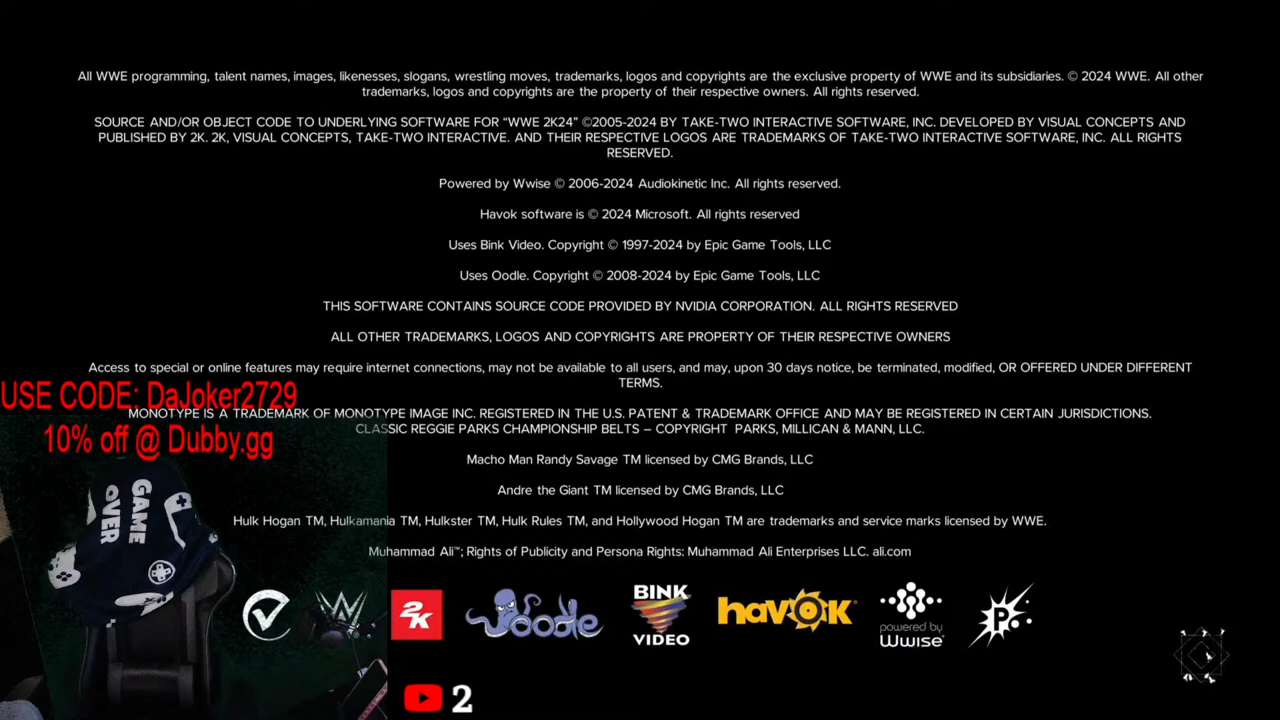 All WWE programming, talent names, images, likenesses, slogans, wrestling moves, trademarks, logos and copyrights are the exclusive property of WWE and its subsidiaries. © 2024 WWE. All other
trademarks, logos and copyrights are the property of their respective owners. All rights reserved.
SOURCE AND/OR OBJECT CODE TO UNDERLYING SOFTWARE FOR “WWE 2K24” ©2005-2024 BY TAKE-TWO INTERACTIVE SOFTWARE, INC. DEVELOPED BY VISUAL CONCEPTS AND
PUBLISHED BY 2K. 2K, VISUAL CONCEPTS, TAKE-TWO INTERACTIVE. AND THEIR RESPECTIVE LOGOS ARE TRADEMARKS OF TAKE-TWO INTERACTIVE SOFTWARE, INC. ALL RIGHTS
RESERVED.
Powered by Wwise © 2006-2024 Audiokinetic Inc. All rights reserved.
Havok software is © 2024 Microsoft. All rights reserved
Uses Bink Video. Copyright © 1997-2024 by Epic Game Tools, LLC
Uses Oodle. Copyright © 2008-2024 by Epic Game Tools, LLC
THIS SOFTWARE CONTAINS SOURCE CODE PROVIDED BY NVIDIA CORPORATION. ALL RIGHTS RESERVED
ALL OTHER TRADEMARKS, LOGOS AND COPYRIGHTS ARE PROPERTY OF THEIR RESPECTIVE OWNERS
Access to special or online features may require internet connections, may not be available to all users, and may, upon 30 days notice, be terminated, modified, OR OFFERED UNDER DIFFERENT
TERMS.
USE CODE: DaJoker2729
10% off @ Dubby.gg
MONOTYPE IS A TRADEMARK OF MONOTYPE IMAGE INC. REGISTERED IN THE U.S. PATENT & TRADEMARK OFFICE AND MAY BE REGISTERED IN CERTAIN JURISDICTIONS.
CLASSIC REGGIE PARKS CHAMPIONSHIP BELTS – COPYRIGHT PARKS, MILLICAN & MANN, LLC.
Macho Man Randy Savage TM licensed by CMG Brands, LLC
Andre the Giant TM licensed by CMG Brands, LLC
Hulk Hogan TM, Hulkamania TM, Hulkster TM, Hulk Rules TM, and Hollywood Hogan TM are trademarks and service marks licensed by WWE.
Muhammad Ali™; Rights of Publicity and Persona Rights: Muhammad Ali Enterprises LLC. ali.com
GAME
OVER
W
2K
Oodle
BINK
VIDEO
havok
powered by
Wwise
P
2